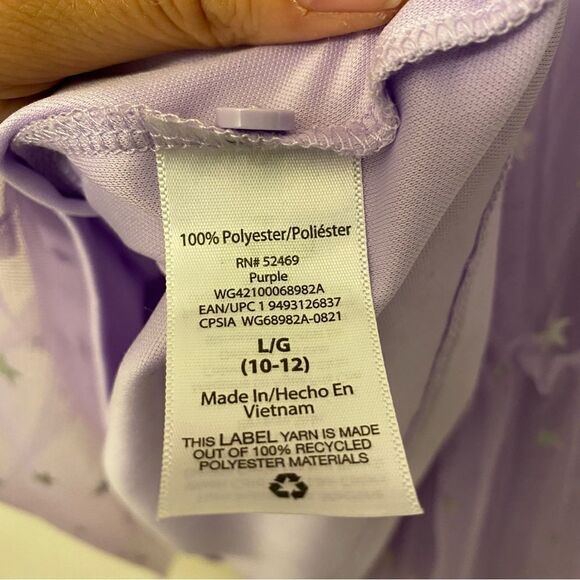 100% Polyester/Poliéster
RN# 52469
Purple
WG42100068982A
EAN/UPC 1 9493126837
CPSIA WG68982A-0821
L/G
(10-12)
Made In/Hecho En
Vietnam
THIS LABEL YARN IS MADE
OUT OF 100% RECYCLED
POLYESTER MATERIALS